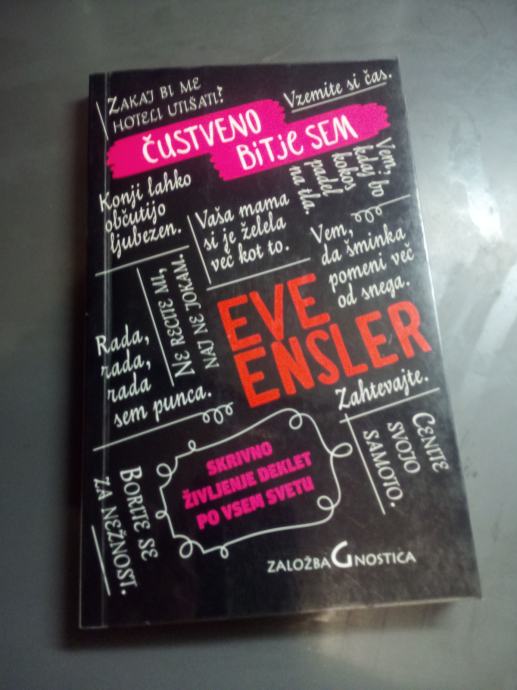 ZAKAJ BI ME
HOTELI UTIŠATI?
Vzemite si čas.
ČUSTVENO
BITJE SEM
Konji lahko
občutijo
ljubezen.
Vaša mama
si je želela
več kot to.
Vem,
kdaj bo
kokos
padel
na tla.
Vem,
da šminka
pomeni več
od snega.
NE RECITE MI,
NAJ NE JOKAM.
Rada,
rada,
rada
sem punca.
EVE
ENSLER
Zahtevajte.
CENITE
SVOJO
SAMOTO.
BORITE SE
ZA NEŽNOST.
SKRIVNO
ŽIVLJENJE DEKLET
PO VSEM SVETU
ZALOŽBA GNOSTICA